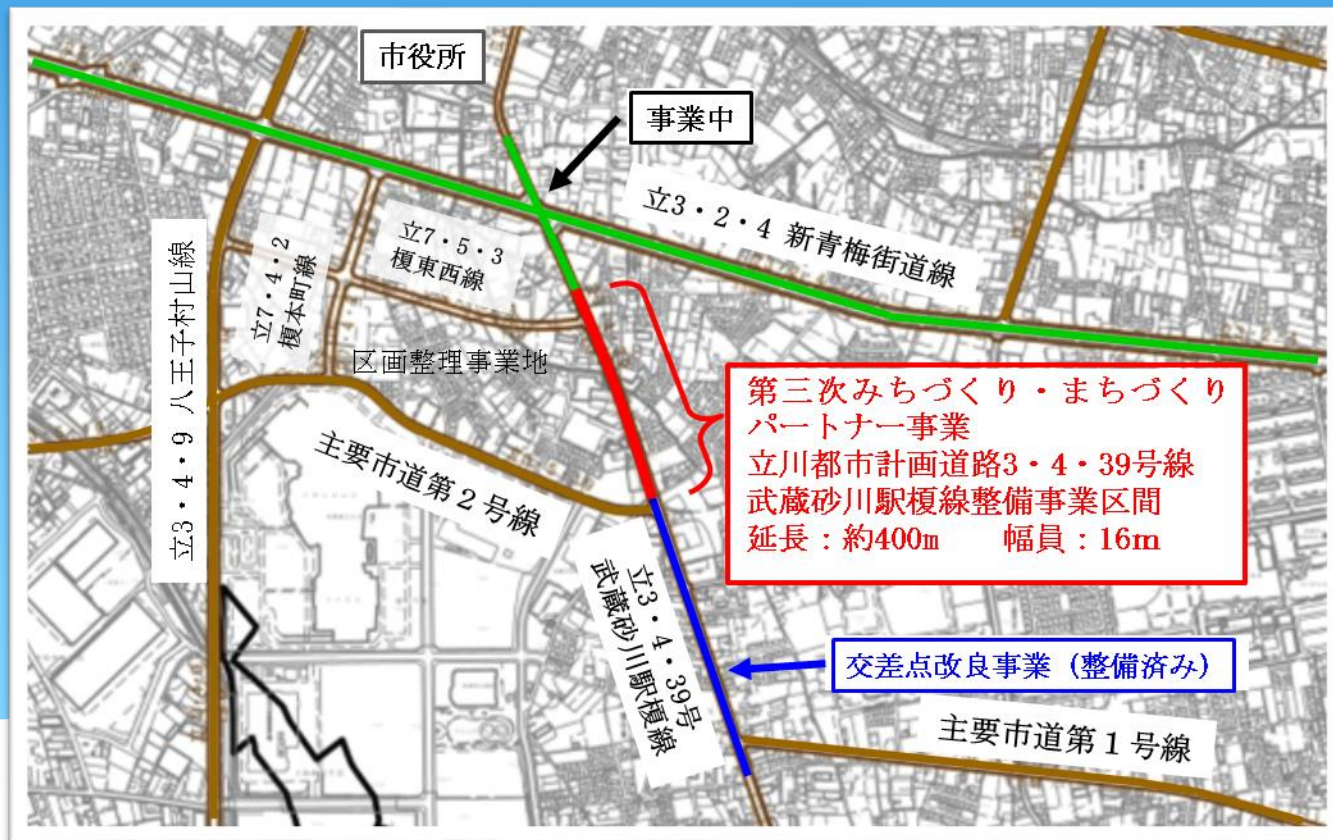 市役所
事業中
立3・2・4 新青梅街道線
立7・5・3
榎東西線
立7・4・2
榎本町線
立3・4・9 八王子村山線
区画整理事業地
第三次みちづくり・まちづくり
パートナー事業
立川都市計画道路3・4・39号線
武蔵砂川駅榎線整備事業区間
延長：約400m　幅員：16m
主要市道第2号線
立3・4・39号
武蔵砂川駅榎線
交差点改良事業（整備済み）
主要市道第1号線